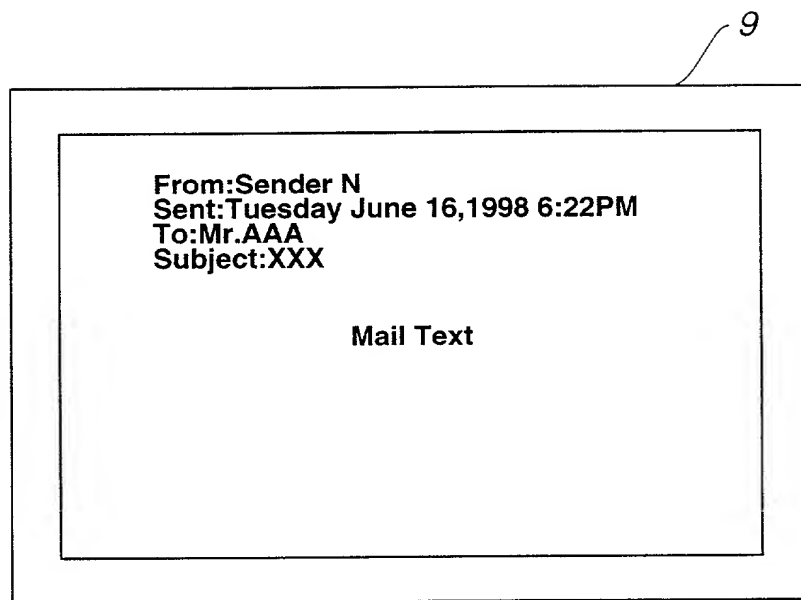 9
From:Sender N
Sent:Tuesday June 16,1998 6:22PM
To:Mr.AAA
Subject:XXX
Mail Text